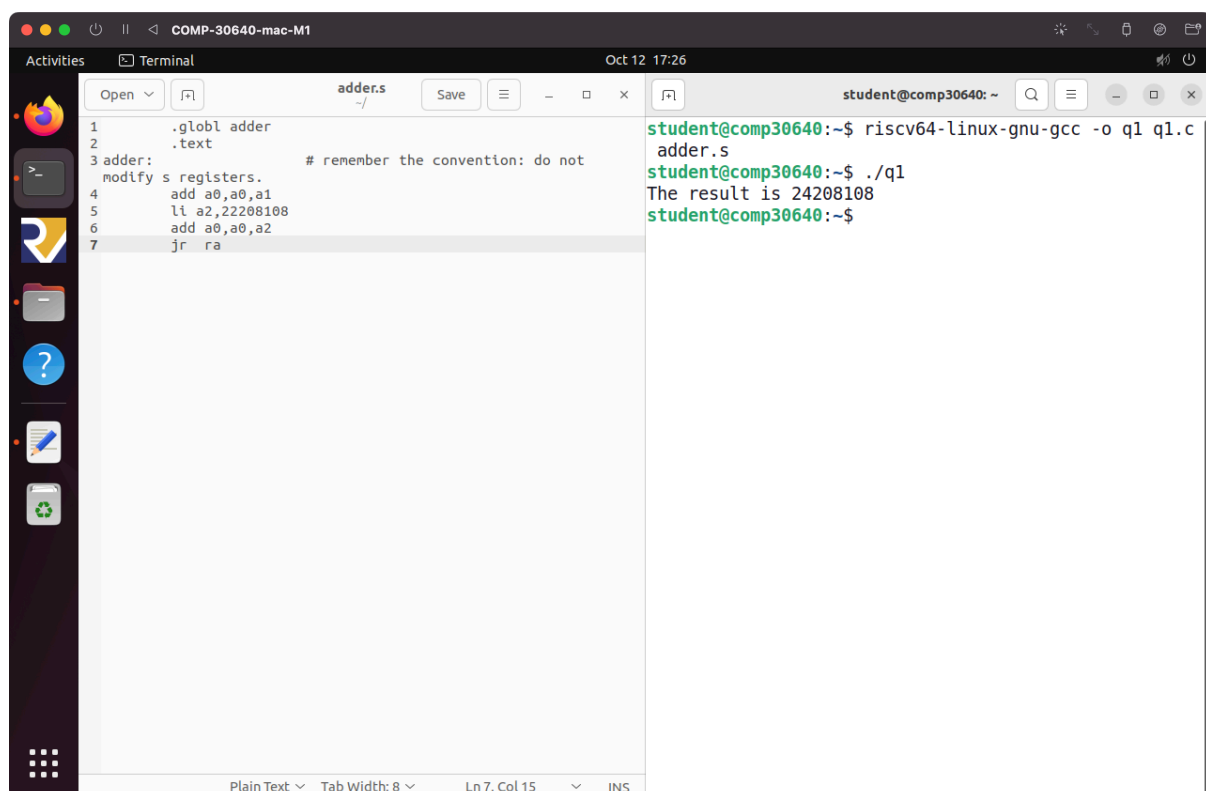 COMP-30640-mac-M1
Activities Terminal Oct 12 17:26
Open adder.s Save
~/
1 .globl adder
2 .text
3 adder: # remember the convention: do not
modify s registers.
4 add a0,a0,a1
5 li a2,22208108
6 add a0,a0,a2
7 jr ra
Plain Text Tab Width: 8 Ln 7, Col 15 INS
student@comp30640: ~
student@comp30640:~$ riscv64-linux-gnu-gcc -o q1 q1.c
adder.s
student@comp30640:~$ ./q1
The result is 24208108
student@comp30640:~$